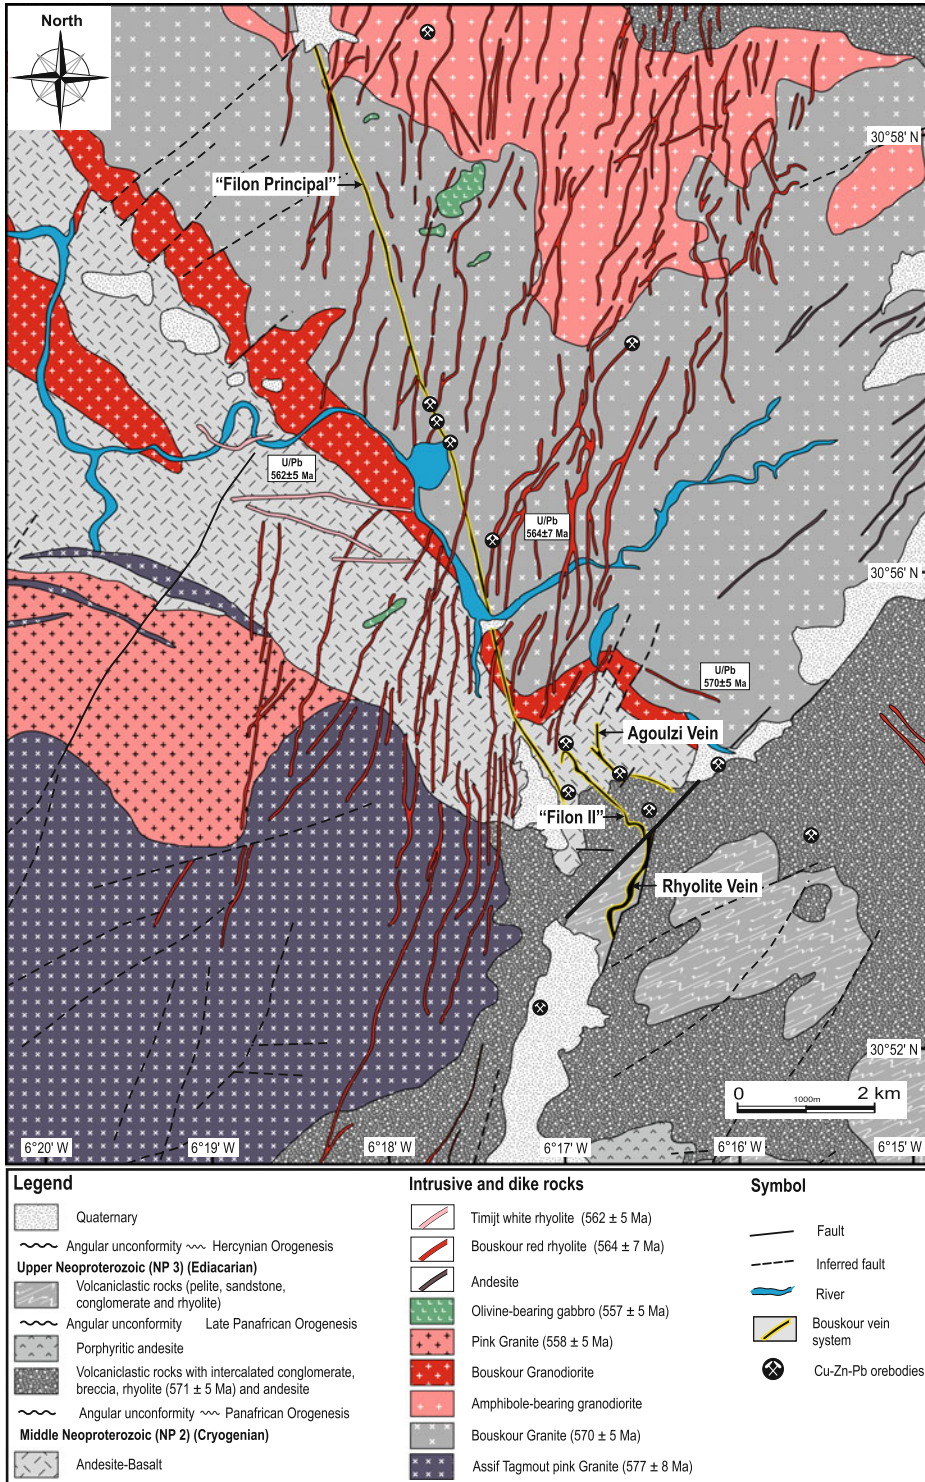 North
30°58' N
“Filon Principal”
U/Pb
562±5 Ma
U/Pb
564±7 Ma
30°56' N
U/Pb
570±5 Ma
Agoulzi Vein
“Filon II”
Rhyolite Vein
30°52' N
0 1000m 2 km
6°20' W 6°19' W 6°18' W 6°17' W 6°16' W 6°15' W
Legend
Quaternary
Angular unconformity Hercynian Orogenesis
Upper Neoproterozoic (NP 3) (Ediacarian)
Volcaniclastic rocks (pelite, sandstone,
conglomerate and rhyolite)
Angular unconformity Late Panafrican Orogenesis
Porphyritic andesite
Volcaniclastic rocks with intercalated conglomerate,
breccia, rhyolite (571 ± 5 Ma) and andesite
Angular unconformity Panafrican Orogenesis
Middle Neoproterozoic (NP 2) (Cryogenian)
Andesite-Basalt
Intrusive and dike rocks
Timijt white rhyolite (562 ± 5 Ma)
Bouskour red rhyolite (564 ± 7 Ma)
Andesite
Olivine-bearing gabbro (557 ± 5 Ma)
Pink Granite (558 ± 5 Ma)
Bouskour Granodiorite
Amphibole-bearing granodiorite
Bouskour Granite (570 ± 5 Ma)
Assif Tagmout pink Granite (577 ± 8 Ma)
Symbol
Fault
Inferred fault
River
Bouskour vein
system
Cu-Zn-Pb orebodies